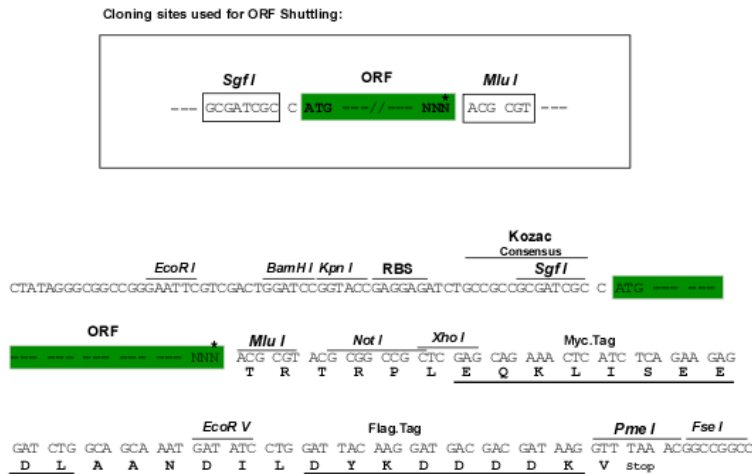 Cloning sites used for ORF Shuttling:
Sgf I ORF Mlu I
--- GCGATCGC C ATG ---//--- NNN* ACG CGT ---
Kozac
Consensus
EcoR I BamH I Kpn I RBS Sgf I
CTATAGGGCGGCCGGGAATTCGTCGACTGGATCCGGTACCGAGGAGATCTGCCGCCGCGATCGC C ATG --- ---
ORF Mlu I Not I Xho I Myc.Tag
--- --- --- --- --- --- NNN* ACG CGT ACG CGG CCG CTC GAG CAG AAA CTC ATC TCA GAA GAG
T R T R P L E Q K L I S E E
EcoR V Flag.Tag Pme I Fse I
GAT CTG GCA GCA AAT GAT ATC CTG GAT TAC AAG GAT GAC GAC GAT AAG GTT TAA ACGGCCGGCC
D L A A N D I L D Y K D D D D K V Stop